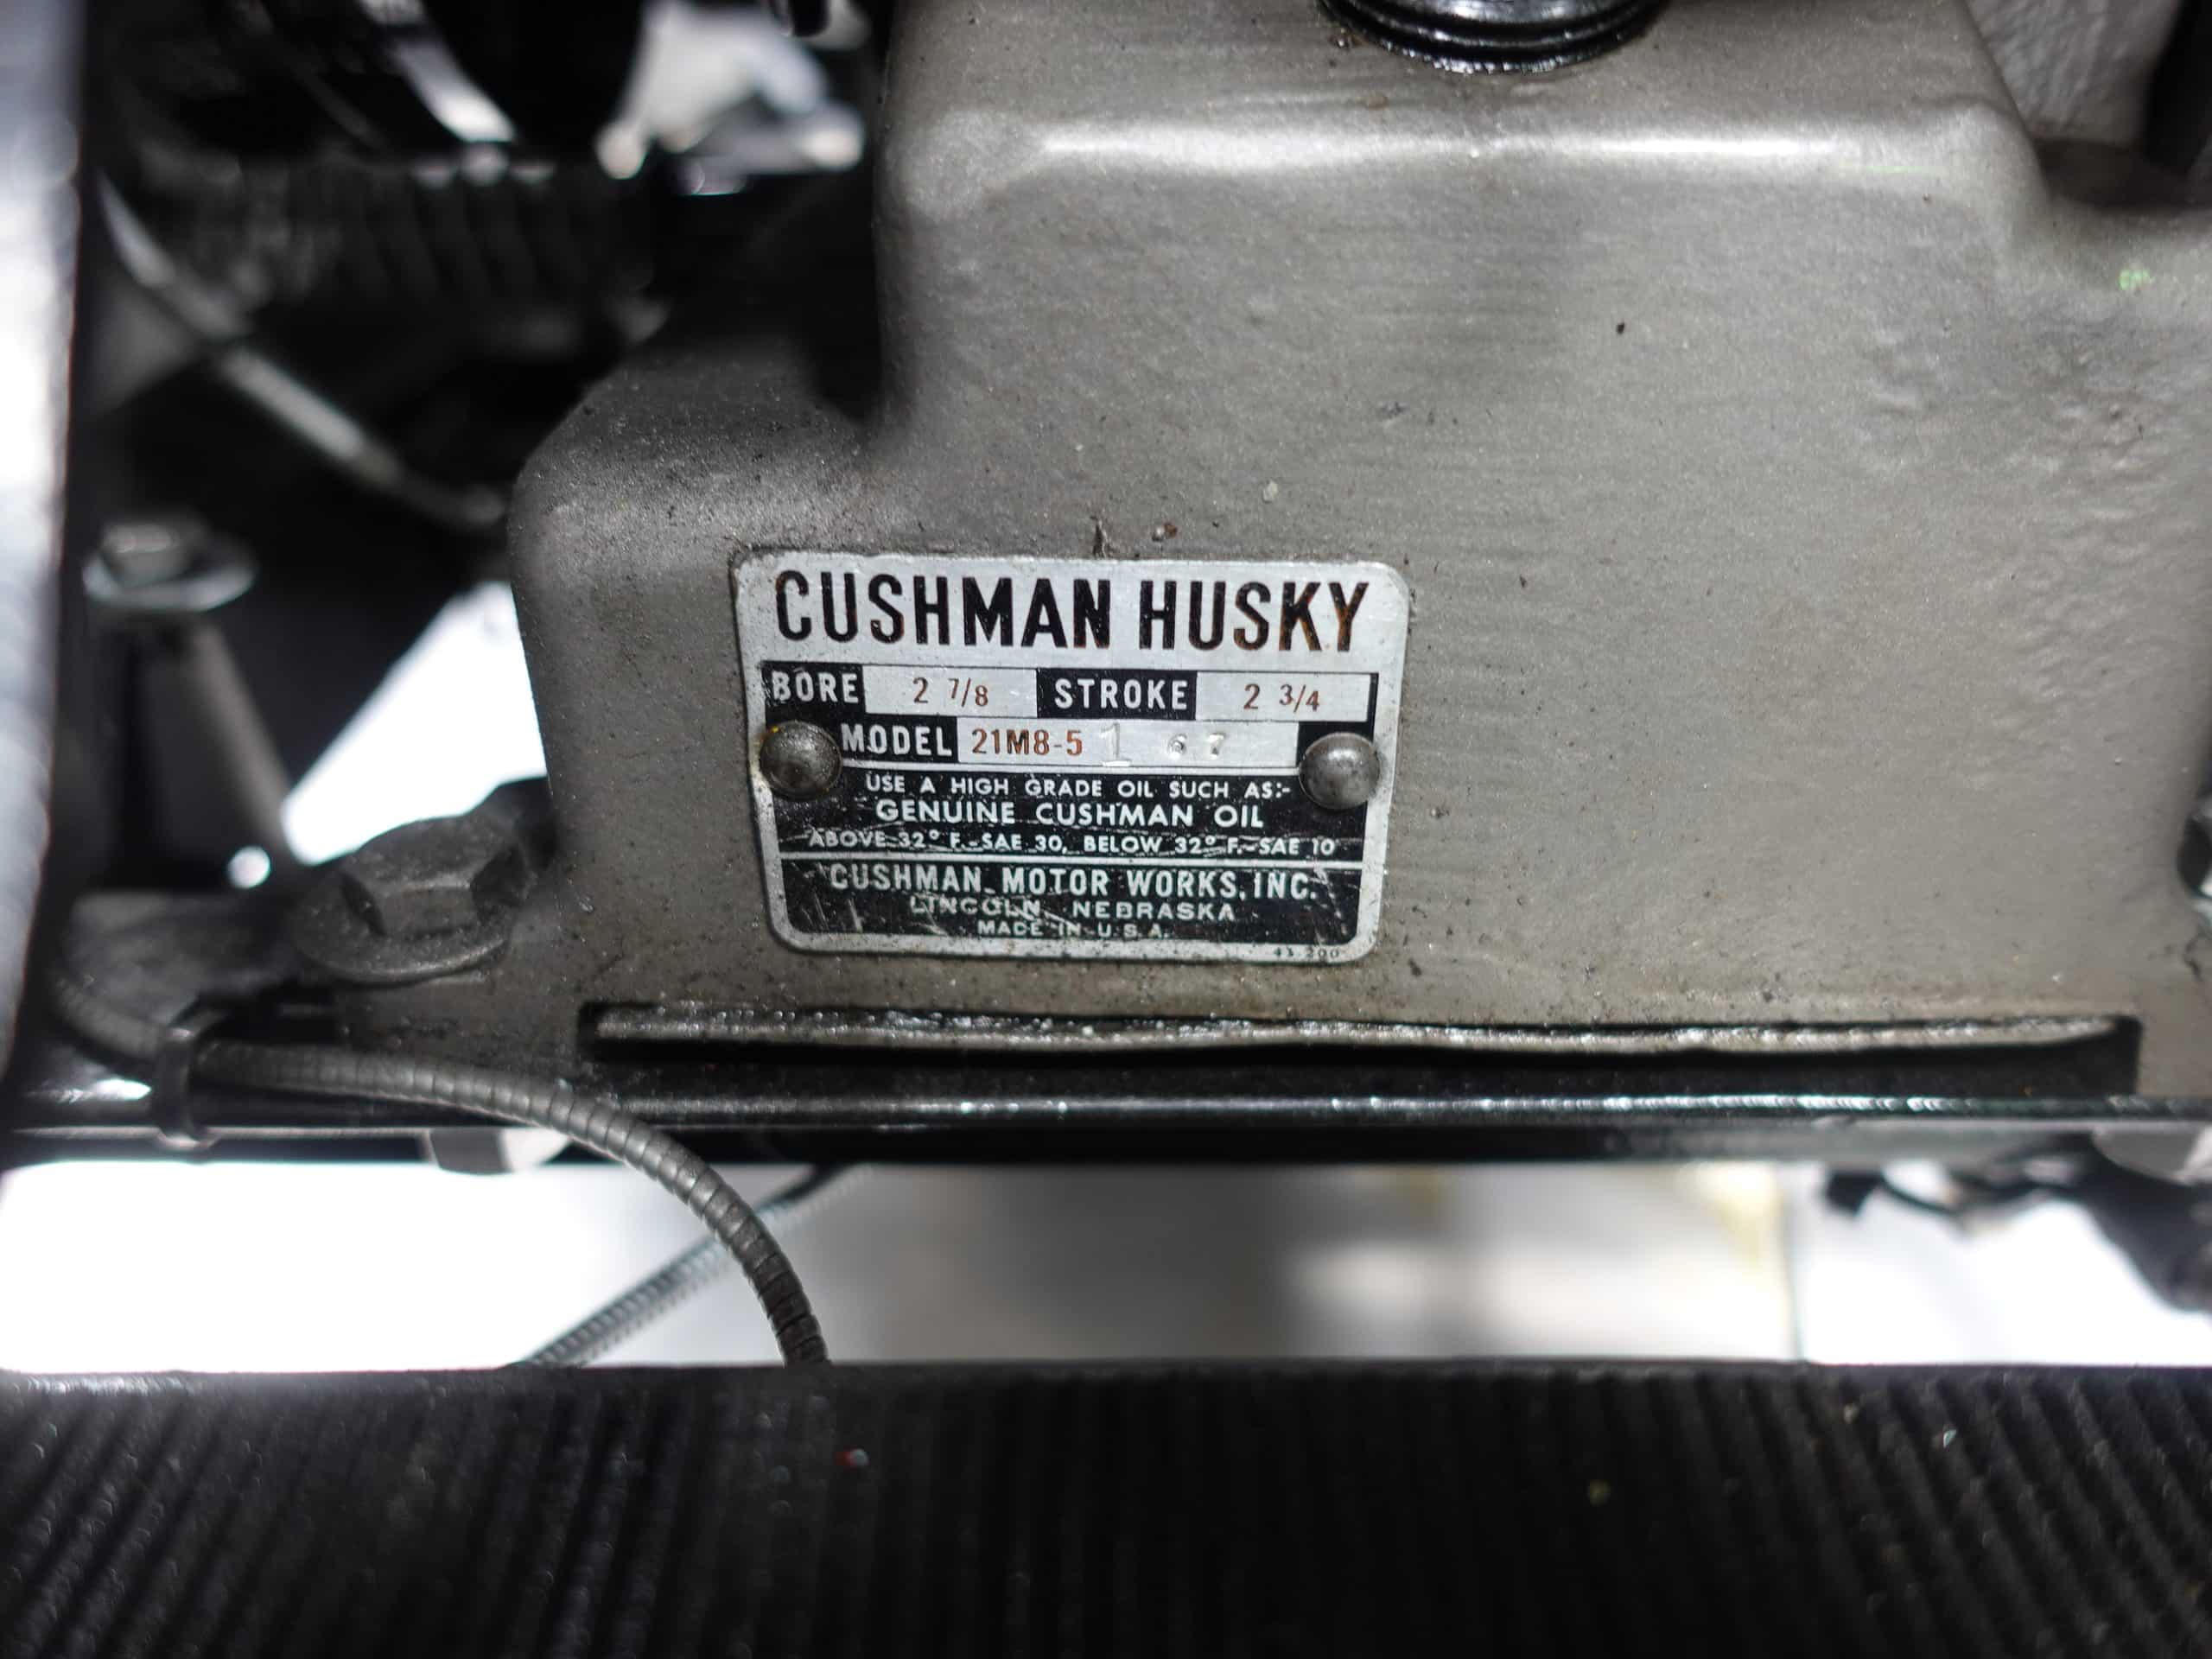 CUSHMAN HUSKY
BORE 2 7/8 STROKE 2 3/4
MODEL 21M8-5 1 6 7
USE A HIGH GRADE OIL SUCH AS:-
GENUINE CUSHMAN OIL
ABOVE 32° F.-SAE 30, BELOW 32° F.-SAE 10
CUSHMAN MOTOR WORKS, INC.
LINCOLN, NEBRASKA
MADE IN U.S.A.